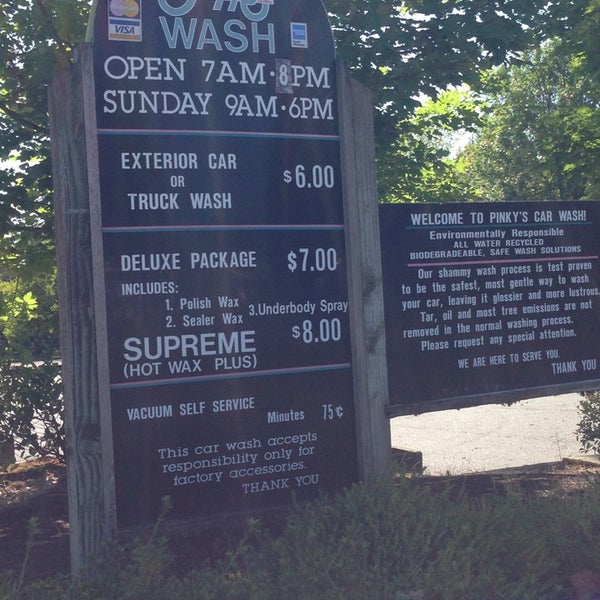 VISA
WASH
OPEN 7AM·8PM
SUNDAY 9AM·6PM
EXTERIOR CAR
OR
TRUCK WASH
$6.00
DELUXE PACKAGE $7.00
INCLUDES:
1. Polish Wax 3.Underbody Spray
2. Sealer Wax
SUPREME $8.00
(HOT WAX PLUS)
VACUUM SELF SERVICE Minutes 75¢
This car wash accepts
responsibility only for
factory accessories.
THANK YOU
WELCOME TO PINKY'S CAR WASH!
Environmentally Responsible
ALL WATER RECYCLED
BIODEGRADEABLE, SAFE WASH SOLUTIONS
Our shammy wash process is test proven
to be the safest, most gentle way to wash
your car, leaving it glossier and more lustrous.
Tar, oil and most tree emissions are not
removed in the normal washing process.
Please request any special attention.
WE ARE HERE TO SERVE YOU.
THANK YOU